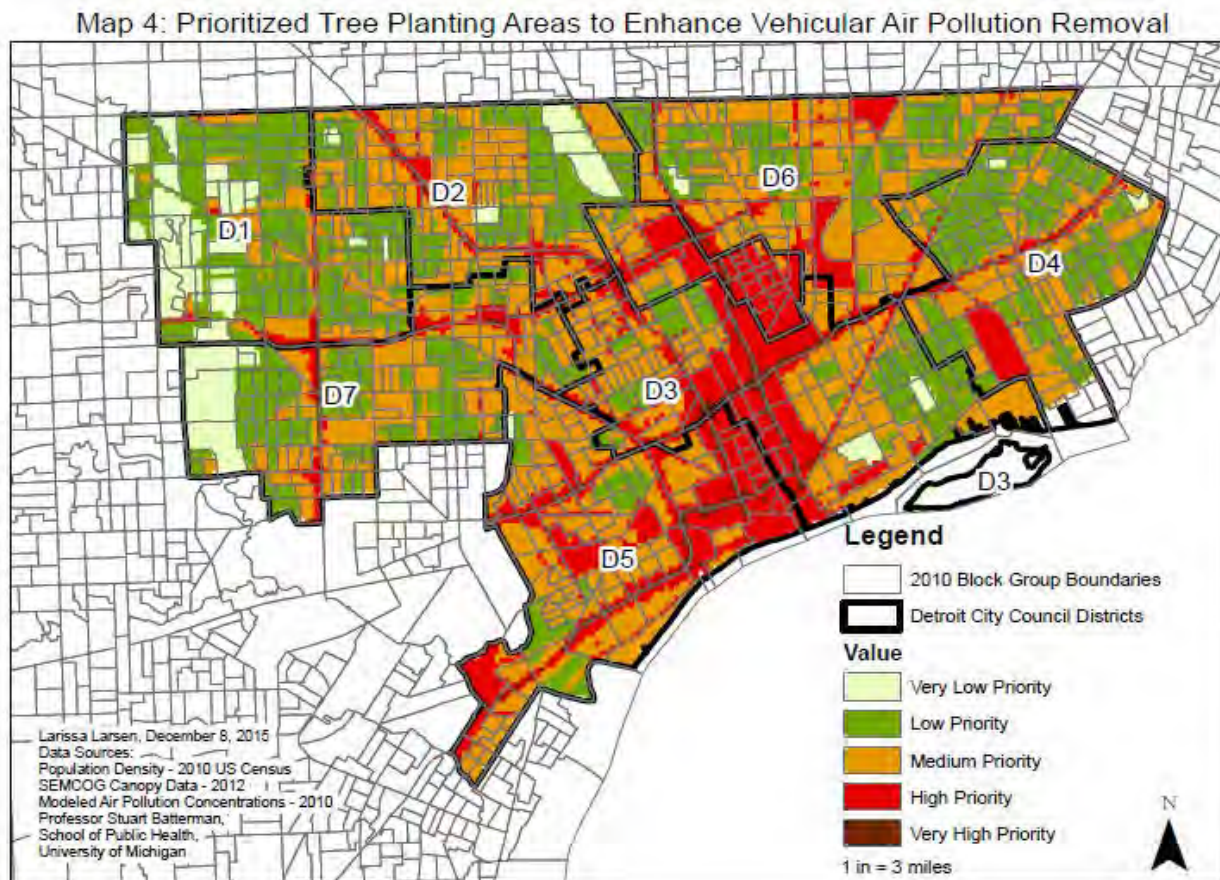 Map 4: Prioritized Tree Planting Areas to Enhance Vehicular Air Pollution Removal
D6
D2
D1
D4
D7
D3
D3
D5
Legend
2010 Block Group Boundaries
Detroit City Council Districts
Value
Very Low Priority
Low Priority
Medium Priority
High Priority
Very High Priority
1 in = 3 miles
N
Larissa Larsen, December 8, 2015
Data Sources:
Population Density - 2010 US Census
SEMCOG Canopy Data - 2012
Modeled Air Pollution Concentrations - 2010
Professor Stuart Batterman,
School of Public Health,
University of Michigan